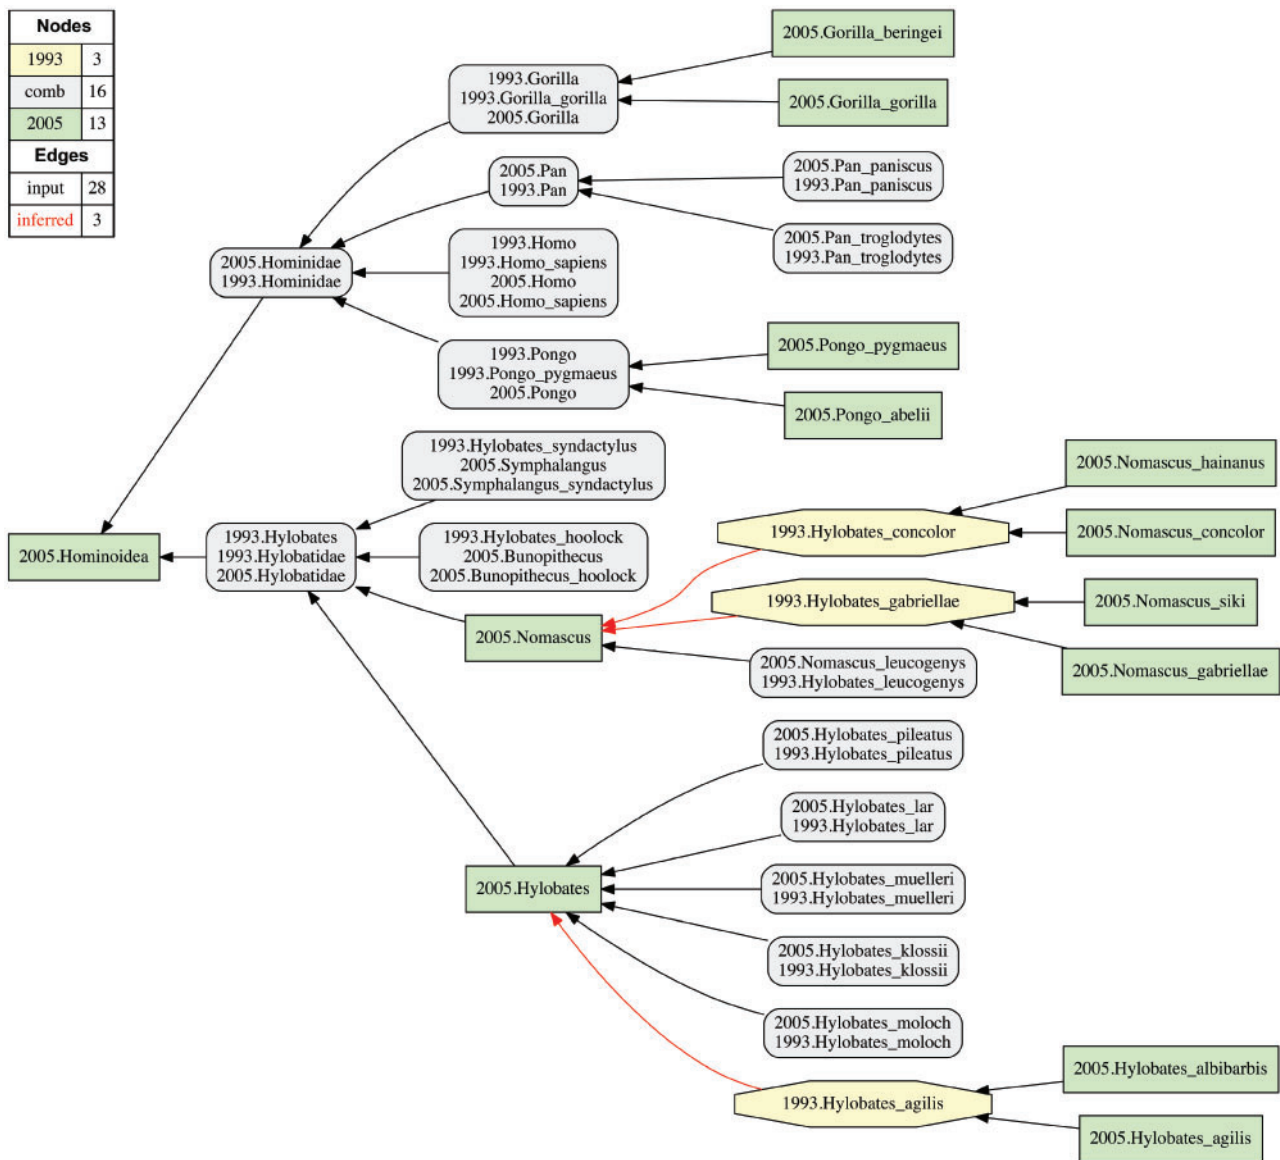 Nodes
1993 3
comb 16
2005 13
Edges
input 28
inferred 3
2005.Gorilla_beringei
1993.Gorilla
1993.Gorilla_gorilla
2005.Gorilla
2005.Gorilla_gorilla
2005.Pan
1993.Pan
2005.Pan_paniscus
1993.Pan_paniscus
2005.Pan_troglodytes
1993.Pan_troglodytes
2005.Hominidae
1993.Hominidae
1993.Homo
1993.Homo_sapiens
2005.Homo
2005.Homo_sapiens
1993.Pongo
1993.Pongo_pygmaeus
2005.Pongo
2005.Pongo_pygmaeus
2005.Pongo_abelii
1993.Hylobates_syndactylus
2005.Symphalangus
2005.Symphalangus_syndactylus
2005.Nomascus_hainanus
1993.Hylobates_concolor
2005.Nomascus_concolor
2005.Hominoidea
1993.Hylobates
1993.Hylobatidae
2005.Hylobatidae
1993.Hylobates_hoolock
2005.Bunopithecus
2005.Bunopithecus_hoolock
1993.Hylobates_gabriellae
2005.Nomascus_siki
2005.Nomascus
2005.Nomascus_leucogenys
1993.Hylobates_leucogenys
2005.Nomascus_gabriellae
2005.Hylobates_pileatus
1993.Hylobates_pileatus
2005.Hylobates_lar
1993.Hylobates_lar
2005.Hylobates
2005.Hylobates_muelleri
1993.Hylobates_muelleri
2005.Hylobates_klossii
1993.Hylobates_klossii
2005.Hylobates_moloch
1993.Hylobates_moloch
2005.Hylobates_albibarbis
1993.Hylobates_agilis
2005.Hylobates_agilis